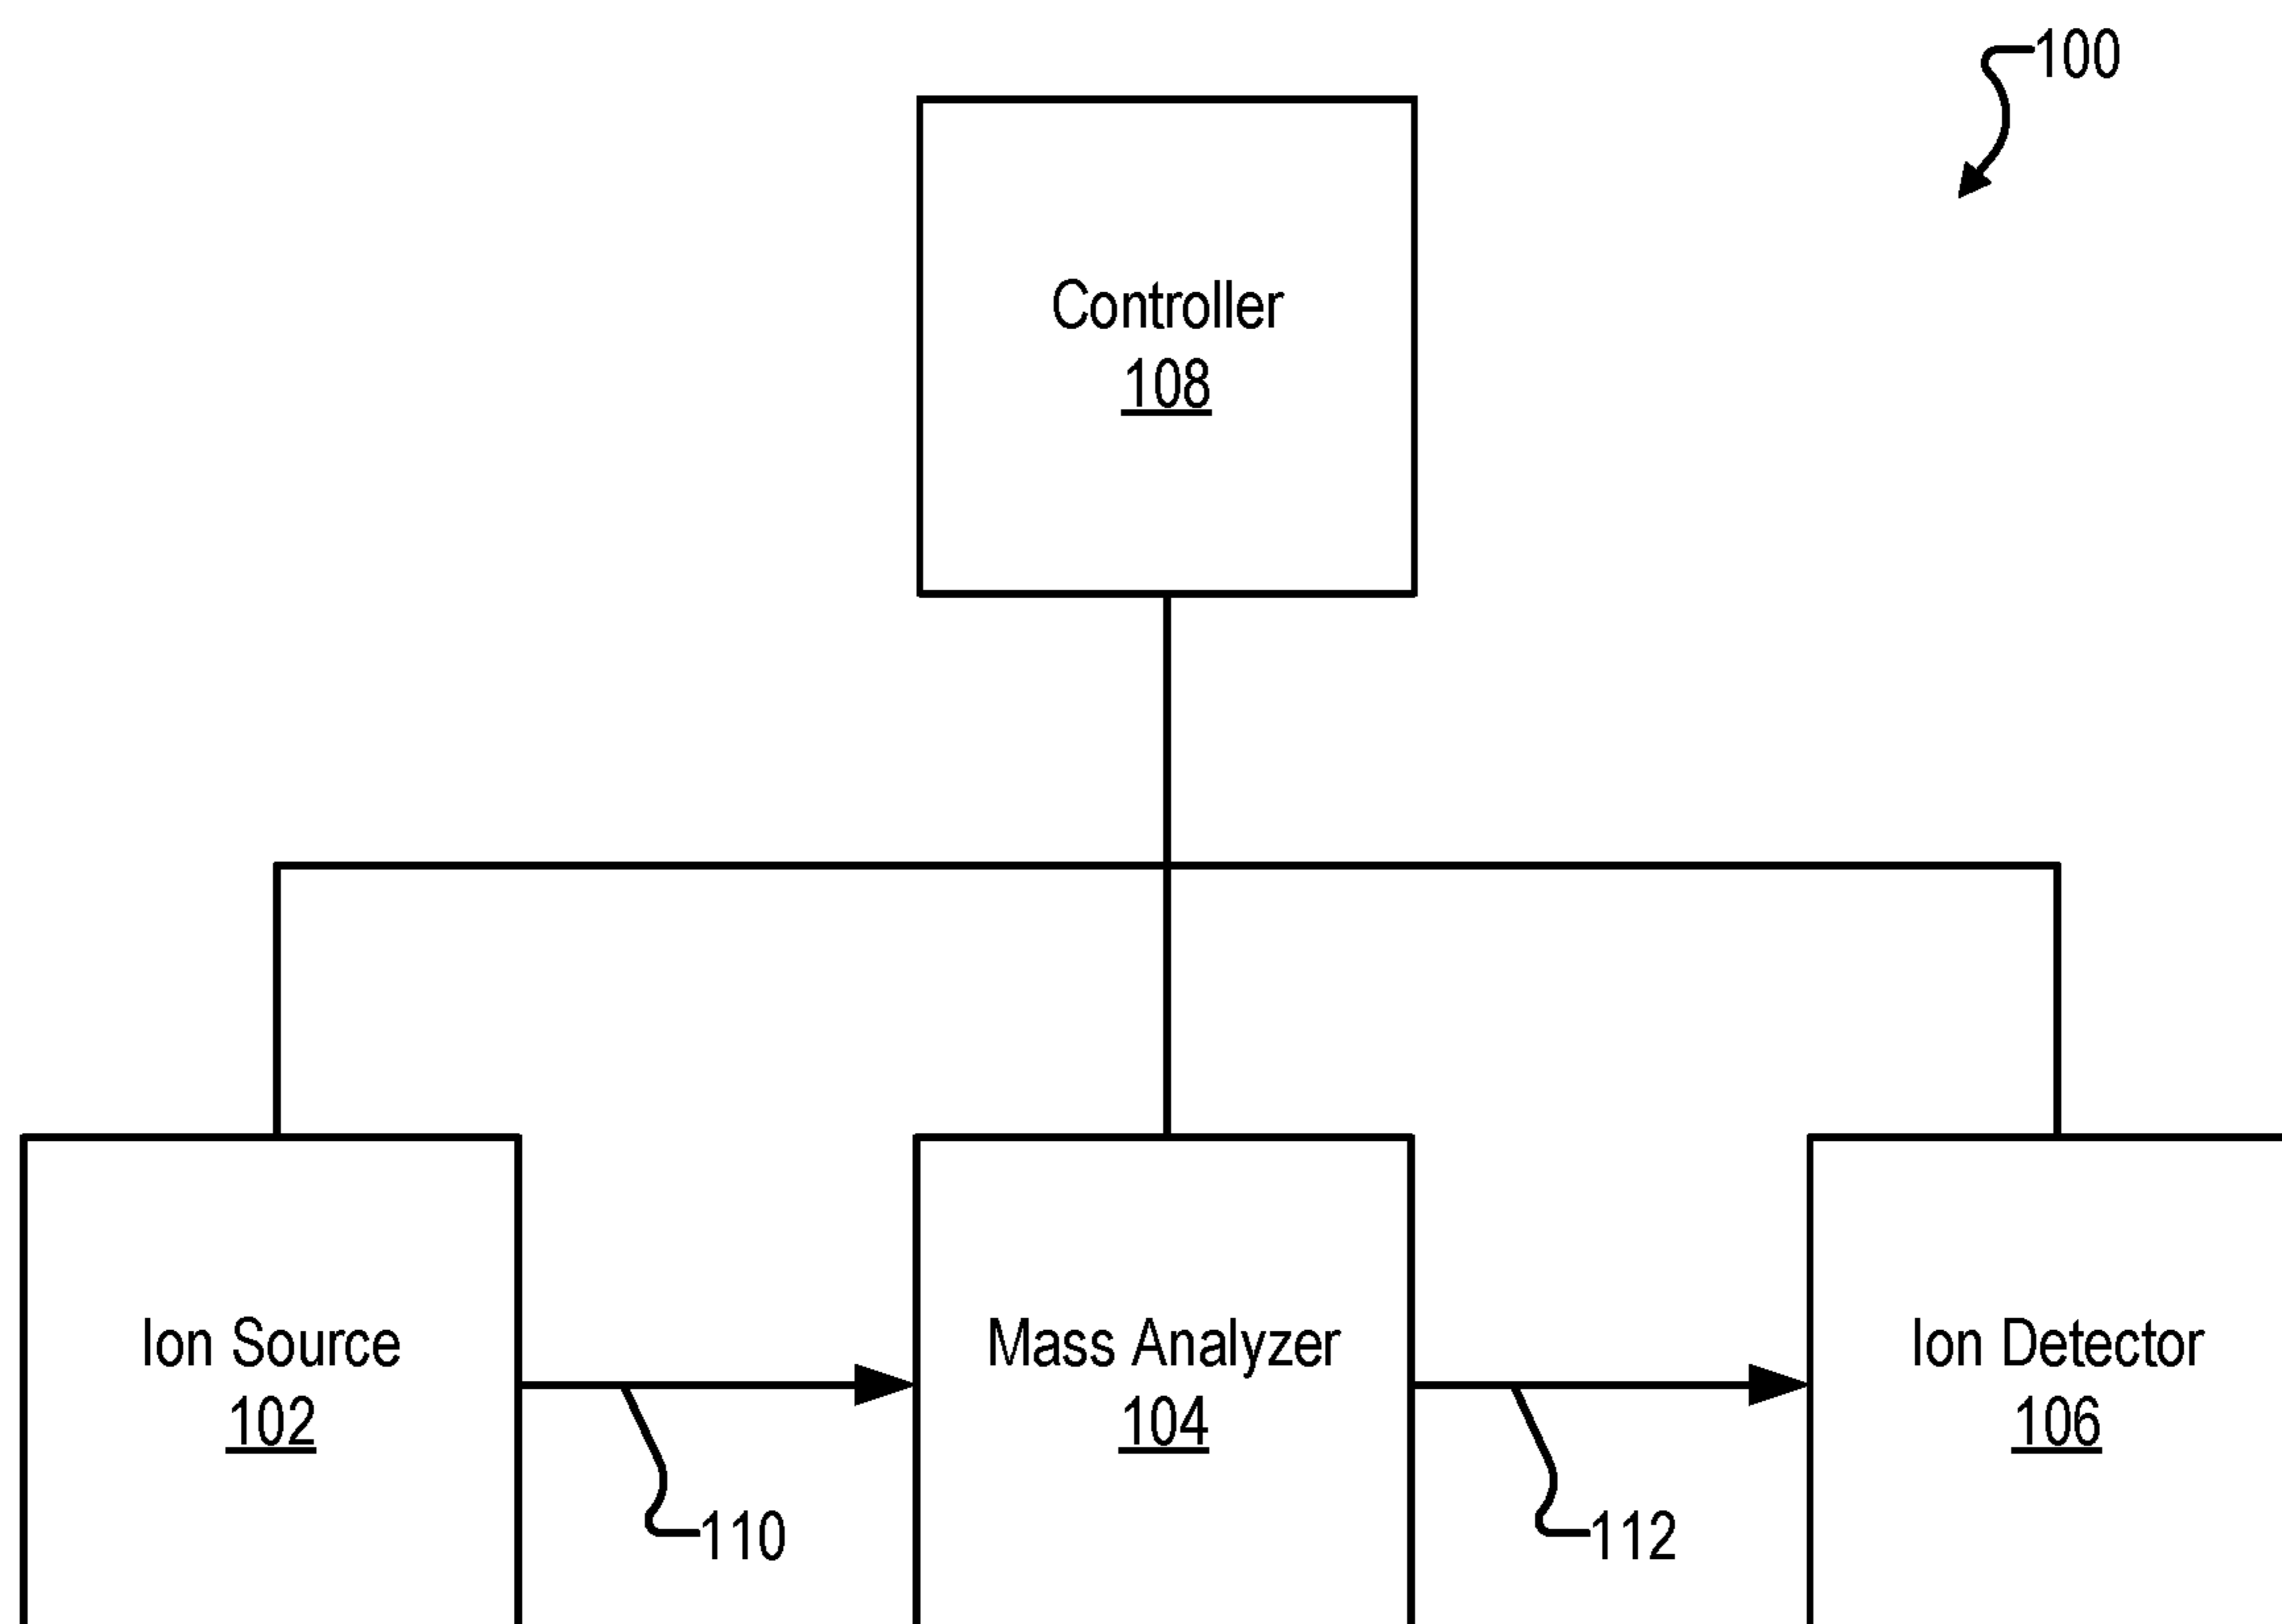 100
Controller
108
Ion Source
102
Mass Analyzer
104
Ion Detector
106
110
112